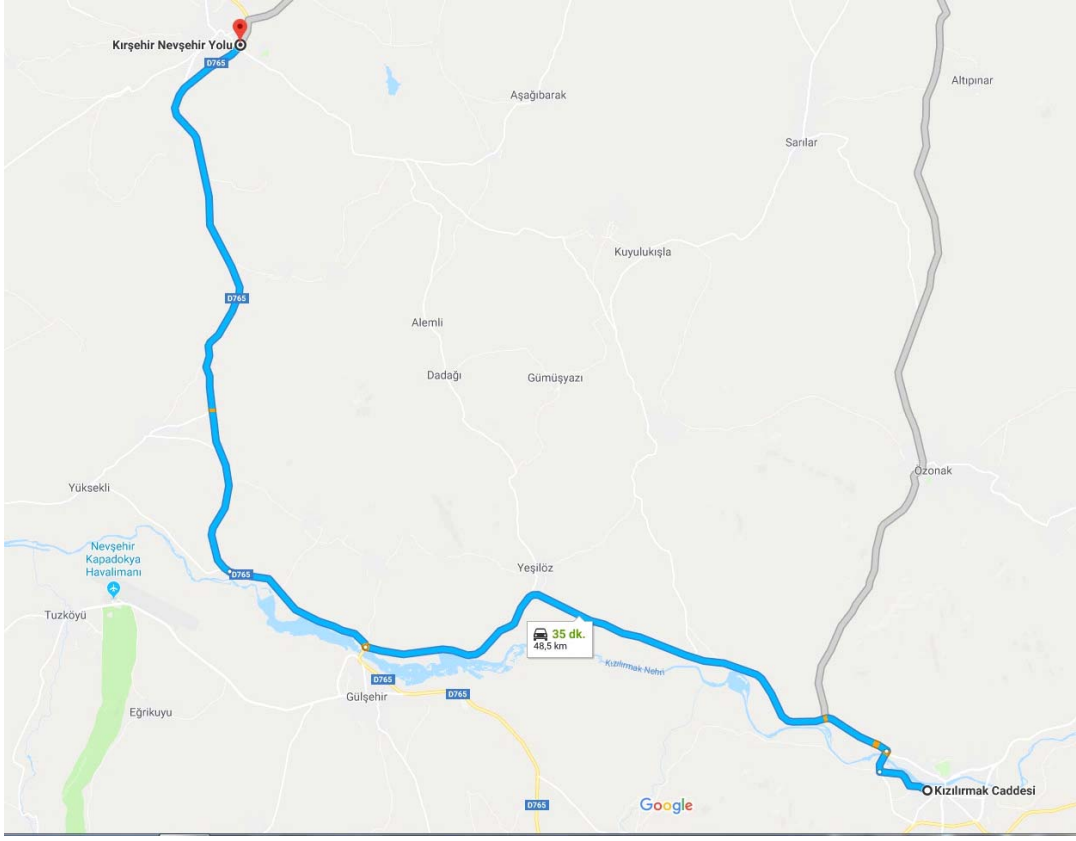 Kırşehir Nevşehir Yolu
D765
Altıpınar
Aşağıbarak
Sarılar
Kuyulukışla
D765
Alemli
Dadağı
Gümüşyazı
Özonak
Yüksekli
Nevşehir
Kapadokya
Havalimanı
Yeşilöz
D765
Tuzköyü
35 dk.
48,5 km
Kızılırmak Nehri
D765
Gülşehir
D765
Eğrikuyu
Kızılırmak Caddesi
D765
Google